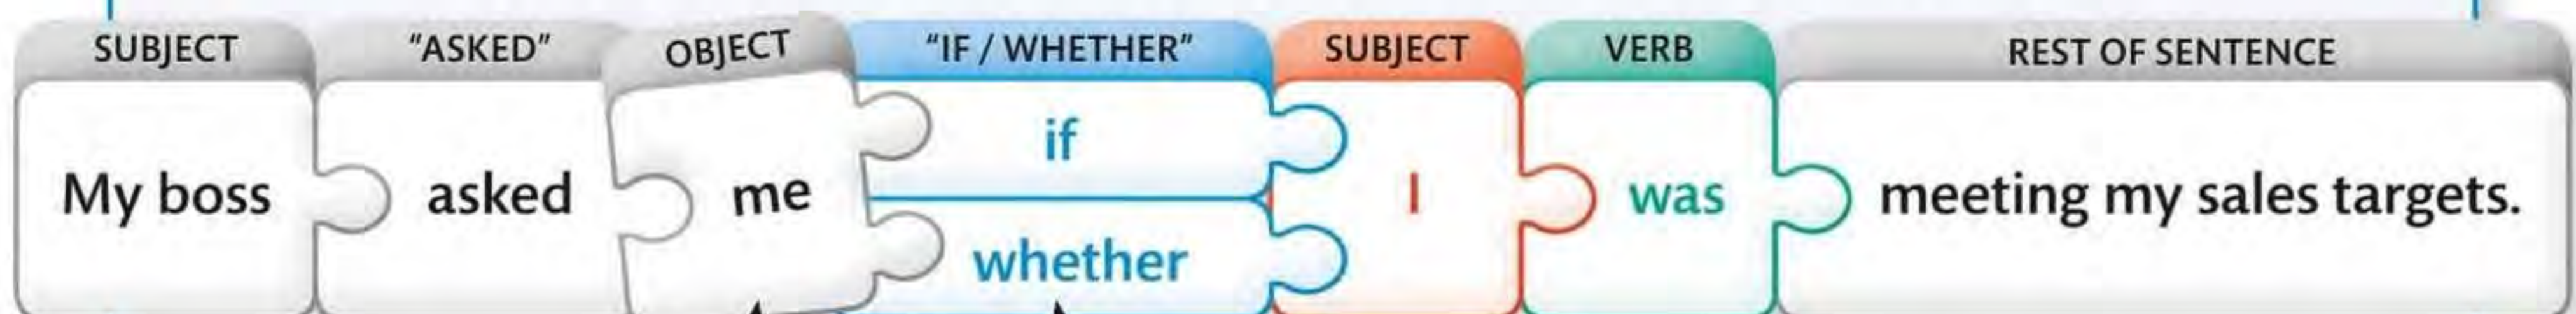 SUBJECT "ASKED" OBJECT "IF / WHETHER" SUBJECT VERB REST OF SENTENCE
if
My boss asked me I was meeting my sales targets.
whether